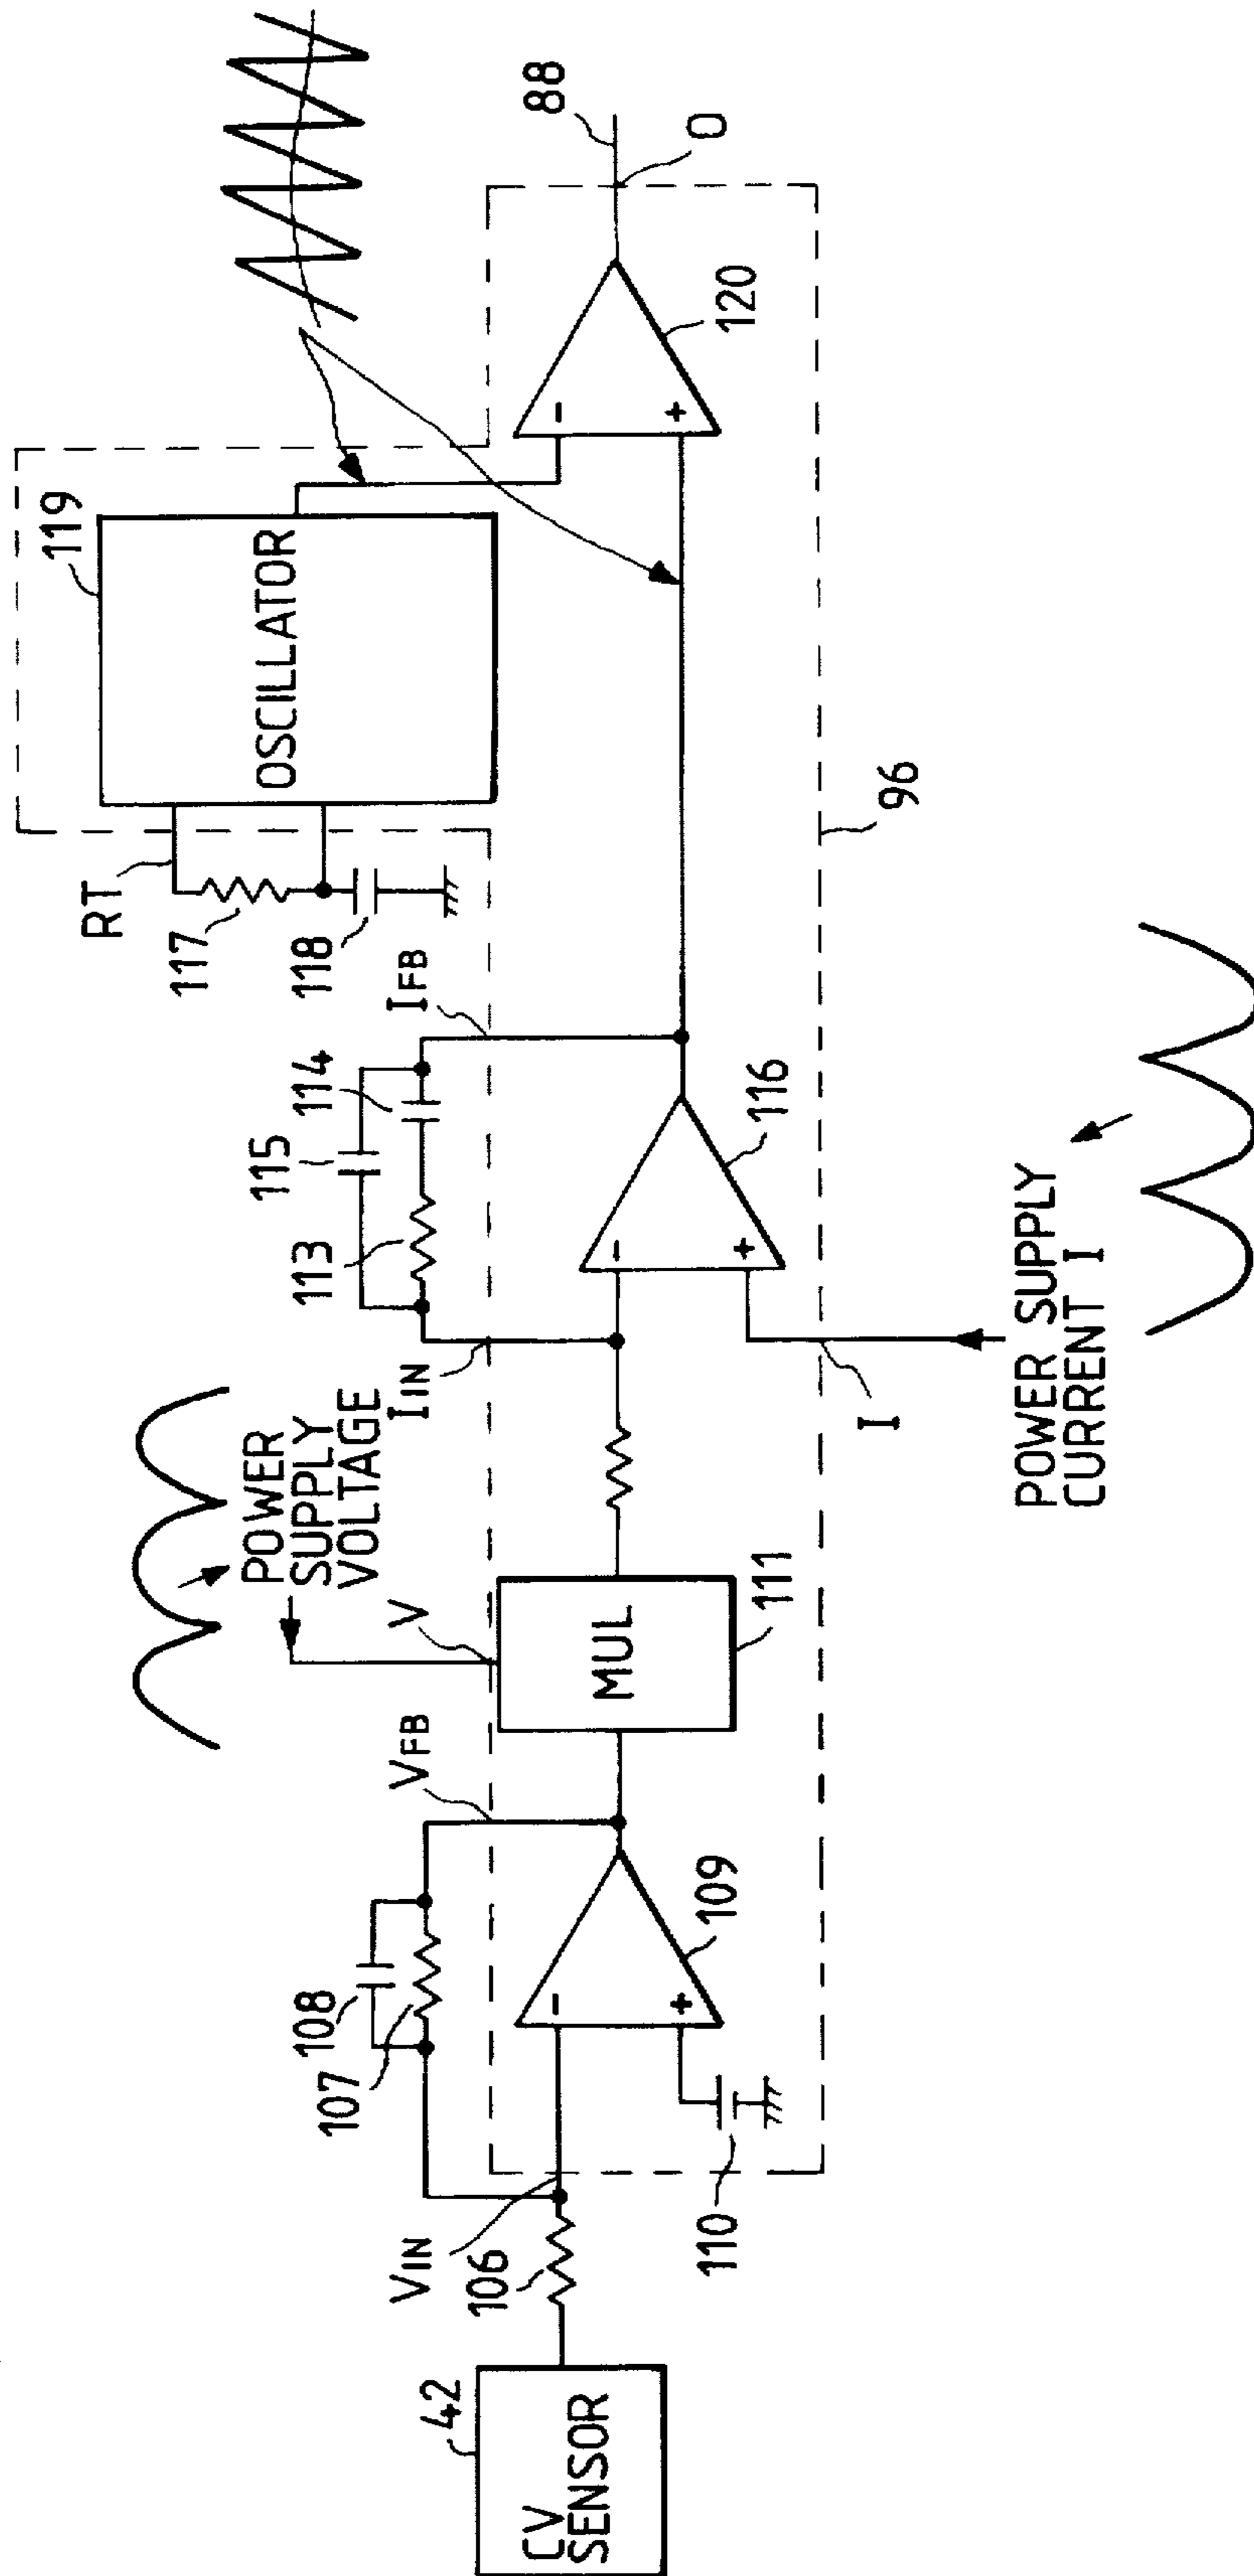 42
CV
SENSOR
VIN
106
107
108
VFB
110
109
V
POWER
SUPPLY
VOLTAGE
MUL
111
IIN
113
115
114
IFB
-
+
116
I
POWER SUPPLY
CURRENT I
RT
117
118
119
OSCILLATOR
-
+
120
88
O
96
-
+